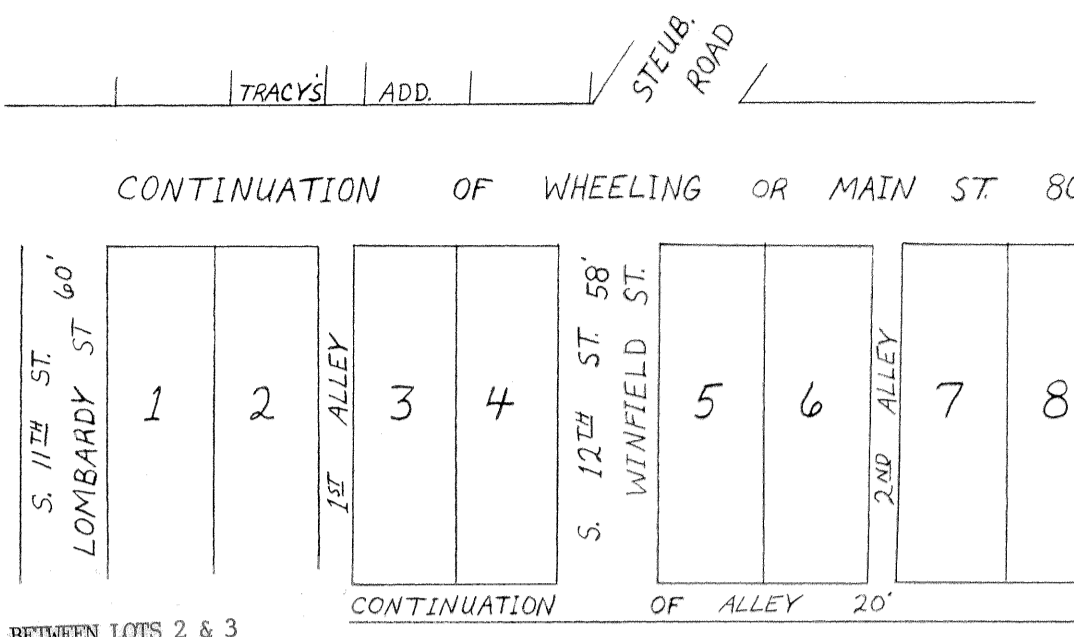 STEUB.
ROAD
TRACY'S ADD.
CONTINUATION OF WHEELING OR MAIN ST. 80
S. 11TH ST.
LOMBARDY ST 60'
1
2
1ST ALLEY
3
4
S. 12TH ST. 58'
WINFIELD ST.
5
6
2ND ALLEY
7
8
CONTINUATION OF ALLEY 20'
BETWEEN LOTS 2 & 3